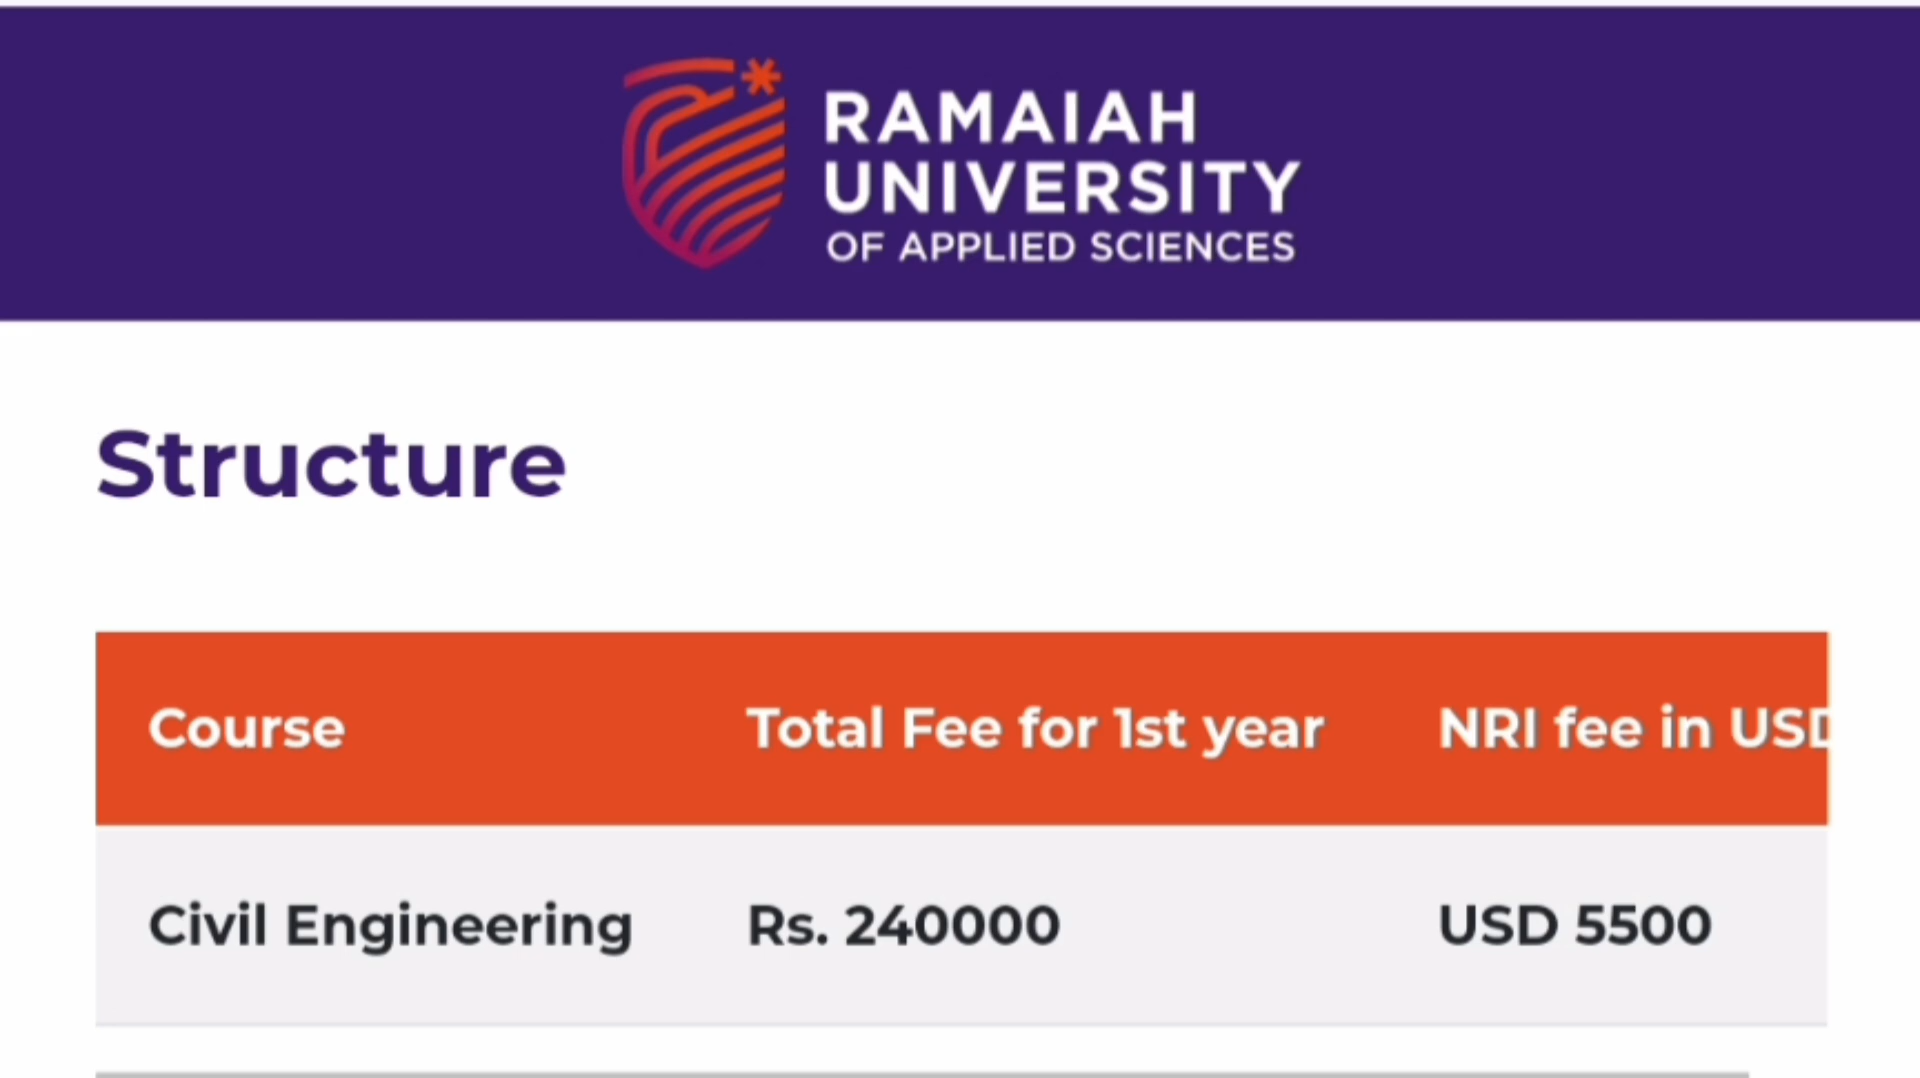 RAMAIAH
UNIVERSITY
OF APPLIED SCIENCES
Structure
Course Total Fee for 1st year NRI fee in USD
Civil Engineering Rs. 240000 USD 5500